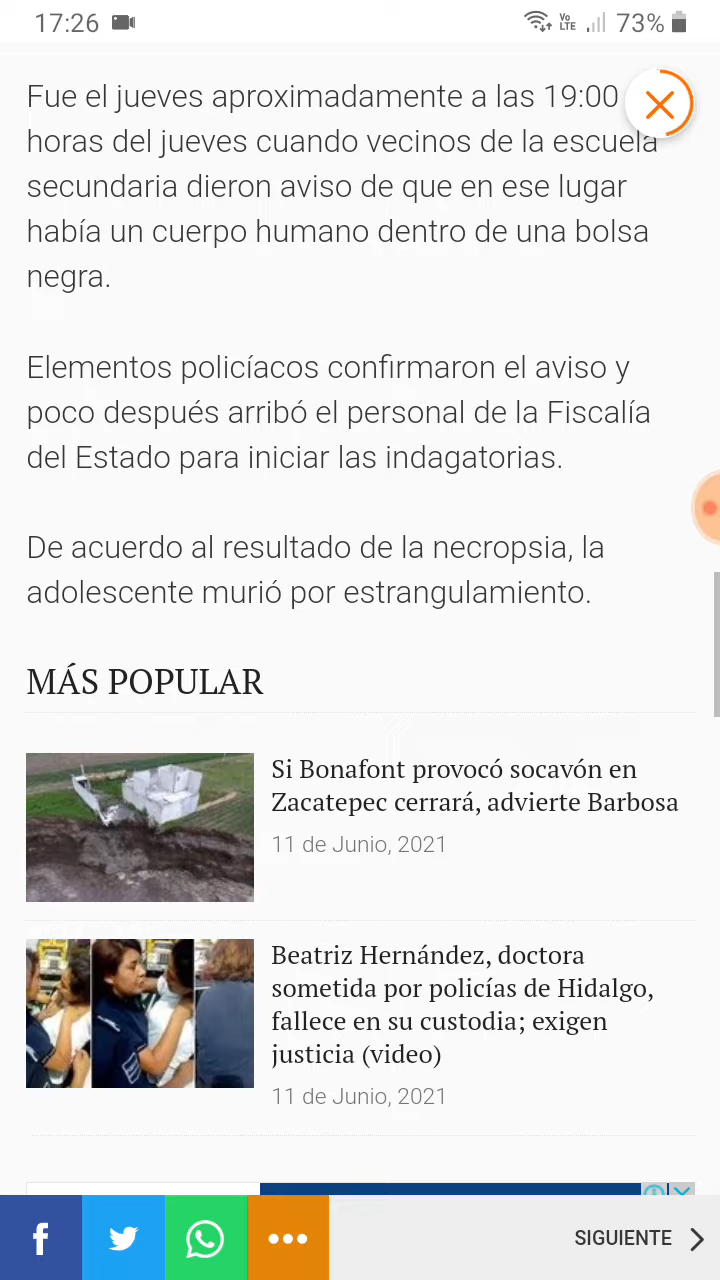 17:26
Vo
LTE
73%
Fue el jueves aproximadamente a las 19:00
horas del jueves cuando vecinos de la escuela
secundaria dieron aviso de que en ese lugar
había un cuerpo humano dentro de una bolsa
negra.
Elementos policíacos confirmaron el aviso y
poco después arribó el personal de la Fiscalía
del Estado para iniciar las indagatorias.
De acuerdo al resultado de la necropsia, la
adolescente murió por estrangulamiento.
MÁS POPULAR
Si Bonafont provocó socavón en
Zacatepec cerrará, advierte Barbosa
11 de Junio, 2021
Beatriz Hernández, doctora
sometida por policías de Hidalgo,
fallece en su custodia; exigen
justicia (video)
11 de Junio, 2021
SIGUIENTE